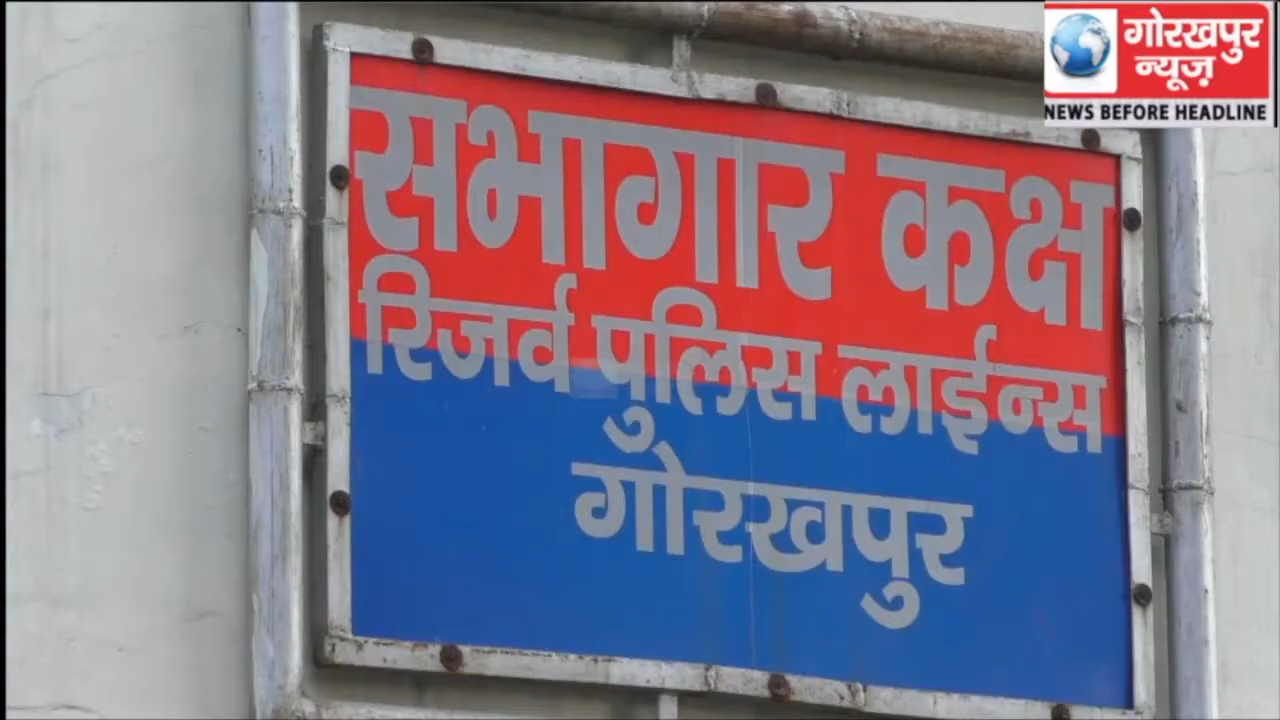 सभागार कक्ष
रिजर्व पुलिस लाईन्स
गोरखपुर
गोरखपुर
न्यूज़
NEWS BEFORE HEADLINE